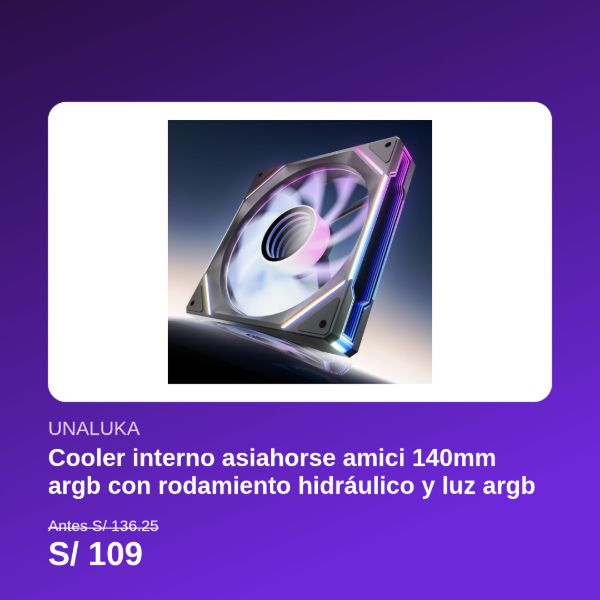 UNALUKA
Cooler interno asiahorse amici 140mm
argb con rodamiento hidráulico y luz argb
Antes S/ 136.25
S/ 109